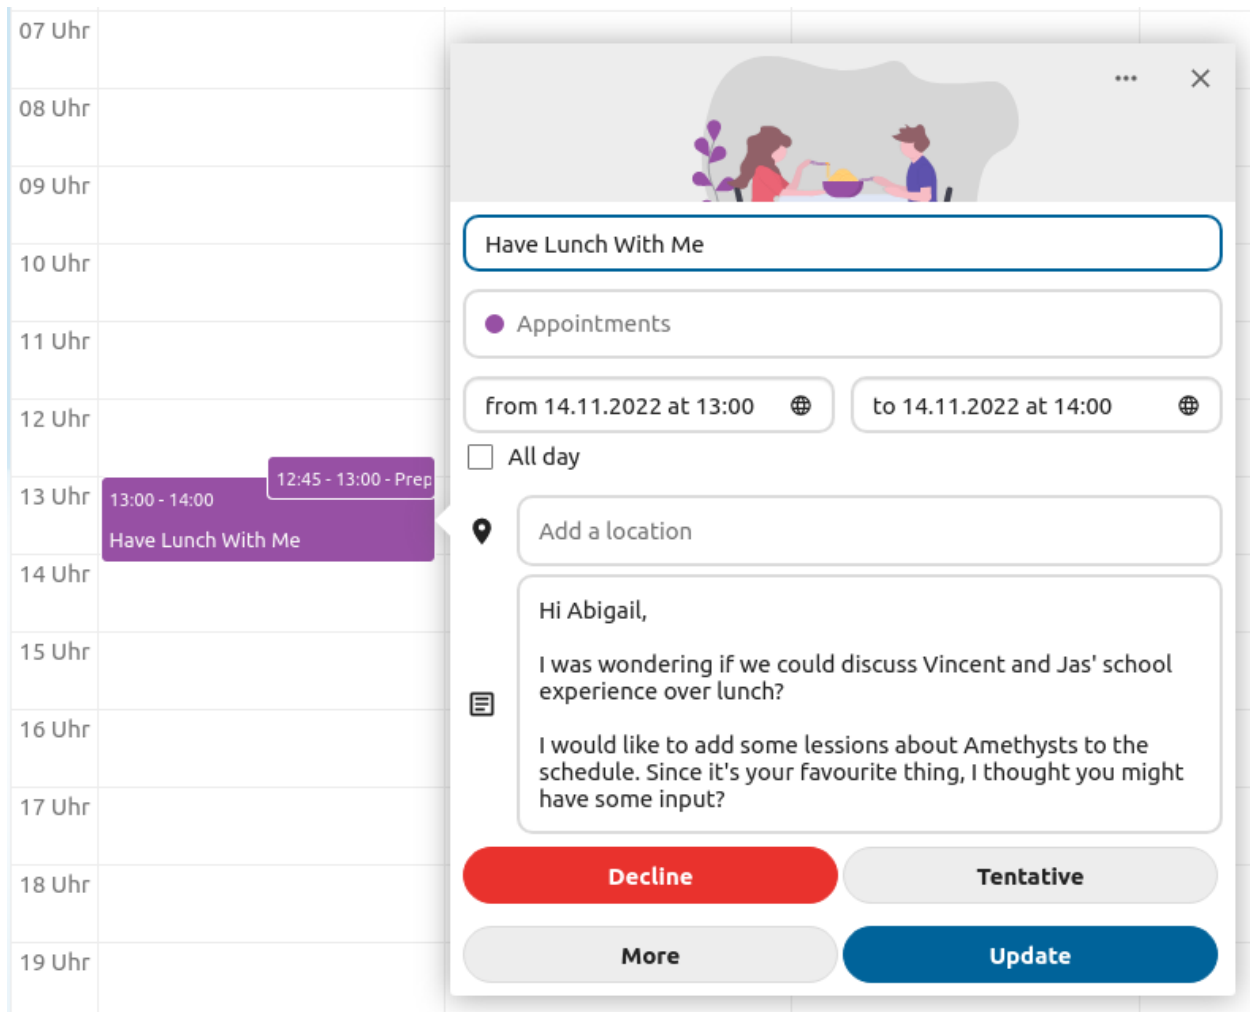 07 Uhr
08 Uhr
09 Uhr
10 Uhr
11 Uhr
12 Uhr
13 Uhr
14 Uhr
15 Uhr
16 Uhr
17 Uhr
18 Uhr
19 Uhr
12:45 - 13:00 - Prep
13:00 - 14:00
Have Lunch With Me
Have Lunch With Me
Appointments
from 14.11.2022 at 13:00
to 14.11.2022 at 14:00
All day
Add a location
Hi Abigail,
I was wondering if we could discuss Vincent and Jas' school
experience over lunch?
I would like to add some lessions about Amethysts to the
schedule. Since it's your favourite thing, I thought you might
have some input?
Decline
Tentative
More
Update